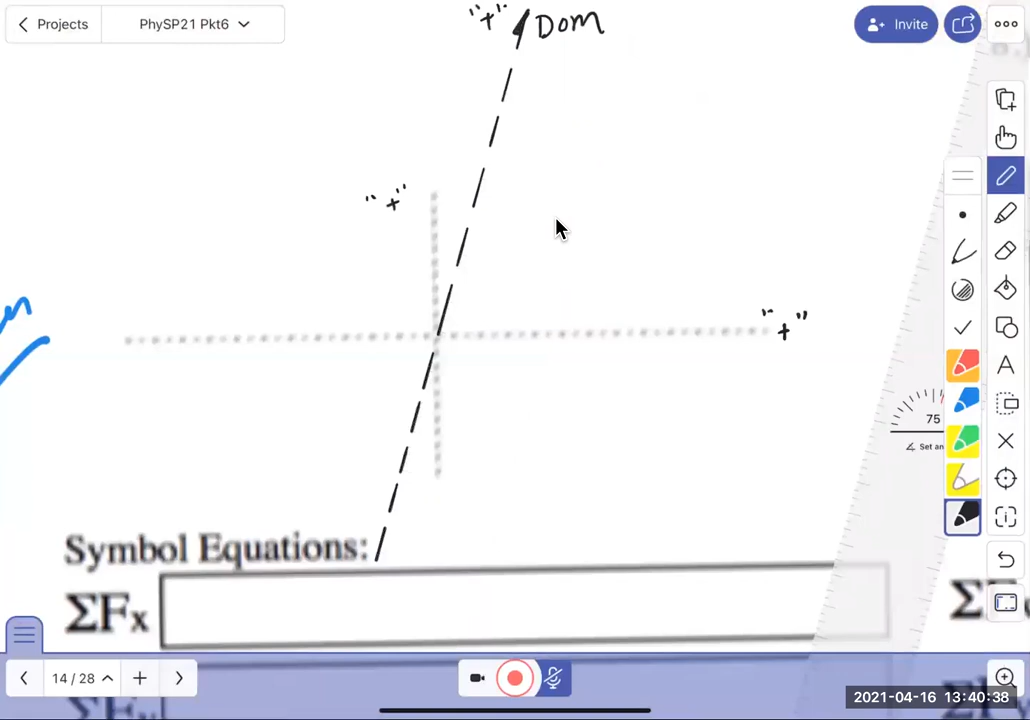 Projects
PhySP21 Pkt6
"+"
Dom
Invite
"+"
"+"
75
Set an
Symbol Equations:
ΣFx
14 / 28
2021-04-16 13:40:38